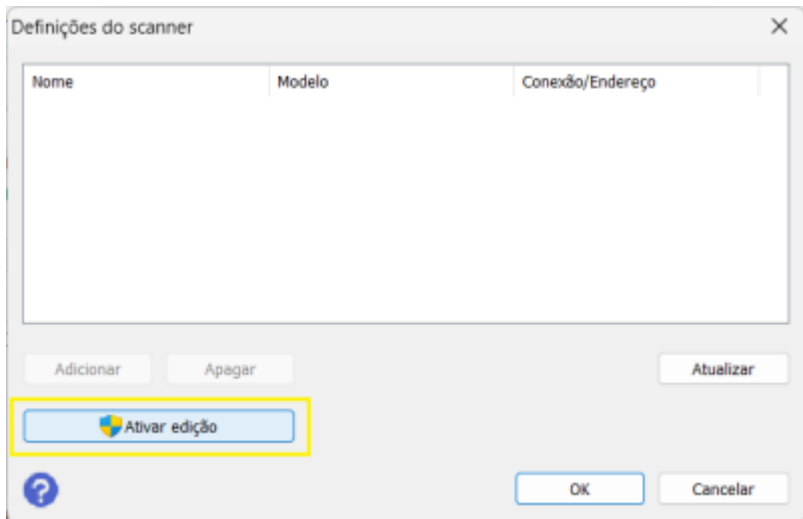 Definições do scanner
Nome Modelo Conexão/Endereço
Adicionar Apagar Atualizar
Ativar edição
? OK Cancelar